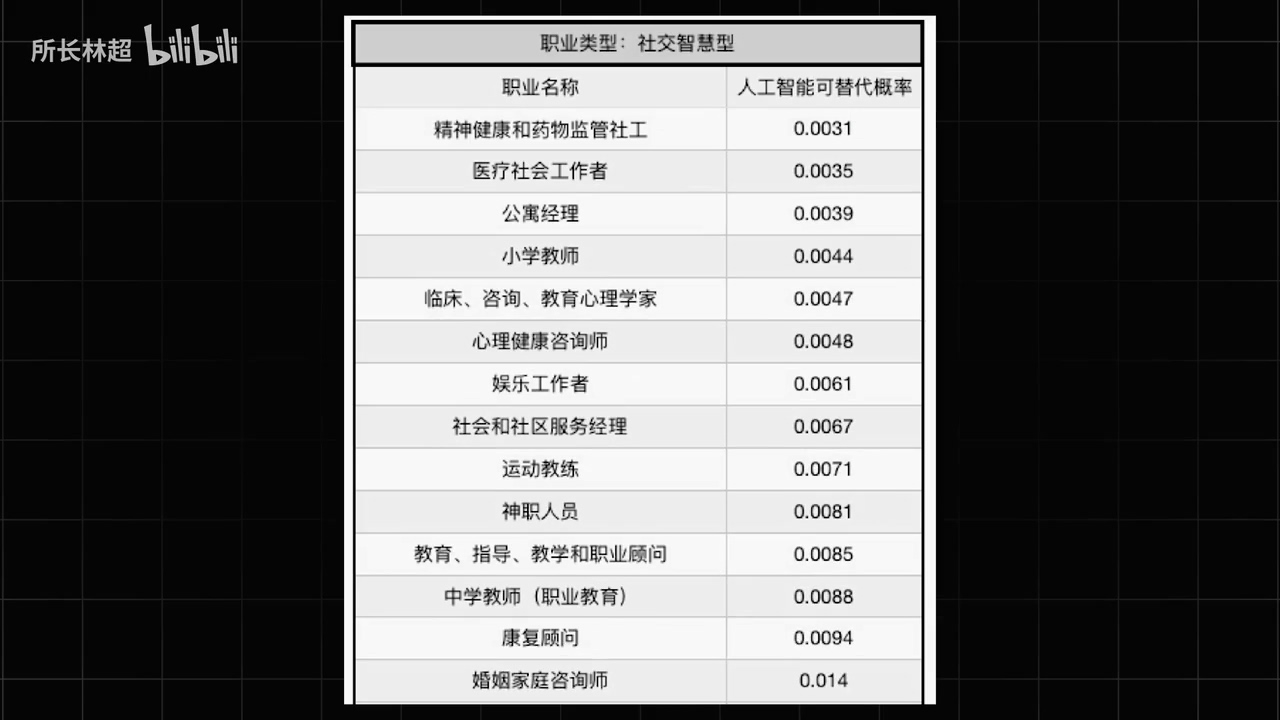 所长林超 bilibili
职业类型：社交智慧型
职业名称 人工智能可替代概率
精神健康和药物监管社工 0.0031
医疗社会工作者 0.0035
公寓经理 0.0039
小学教师 0.0044
临床、咨询、教育心理学家 0.0047
心理健康咨询师 0.0048
娱乐工作者 0.0061
社会和社区服务经理 0.0067
运动教练 0.0071
神职人员 0.0081
教育、指导、教学和职业顾问 0.0085
中学教师（职业教育） 0.0088
康复顾问 0.0094
婚姻家庭咨询师 0.014